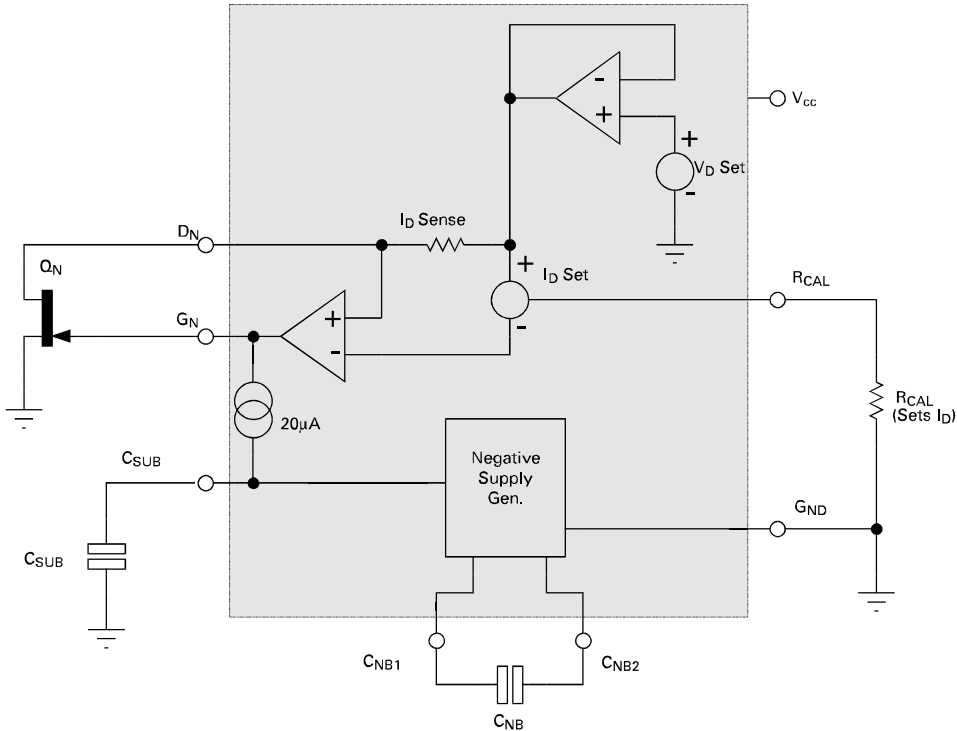 -
+
V_CC
+
V_D Set
-
I_D Sense
D_N
+
I_D Set
-
Q_N
R_CAL
G_N
+
-
R_CAL
(Sets I_D)
20µA
C_SUB
Negative
Supply
Gen.
G_ND
C_SUB
C_NB1
C_NB2
C_NB